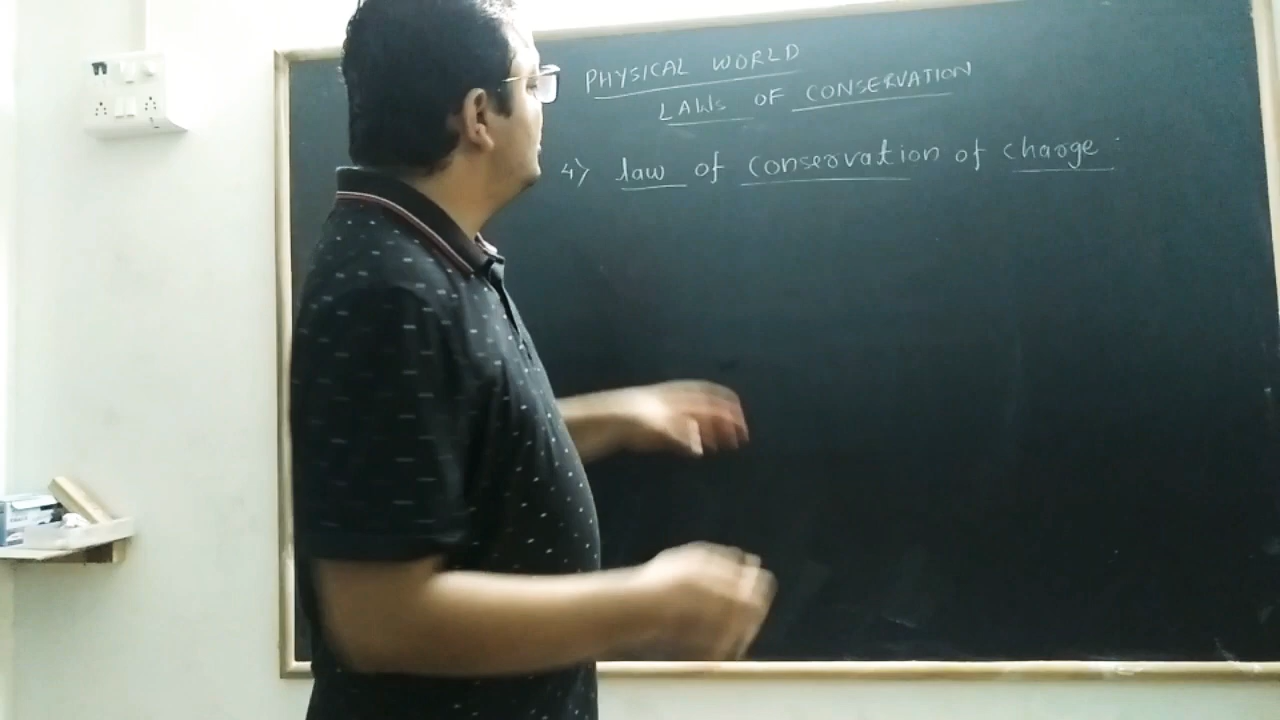 PHYSICAL WORLD
LAWS OF CONSERVATION
4) law of conservation of charge